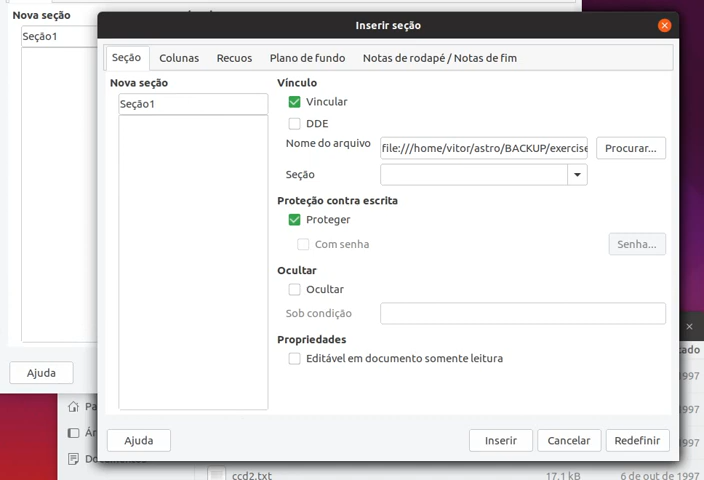 Nova seção
Seção1
Ajuda
Inserir seção
Seção
Colunas
Recuos
Plano de fundo
Notas de rodapé / Notas de fim
Nova seção
Seção1
Vínculo
Vincular
DDE
Nome do arquivo
file:///home/vitor/astro/BACKUP/exercise
Procurar...
Seção
Proteção contra escrita
Proteger
Com senha
Senha...
Ocultar
Ocultar
Sob condição
Propriedades
Editável em documento somente leitura
Ajuda
Inserir
Cancelar
Redefinir
1997
1997
1997
ccd2.txt
17,1 kB
6 de out de 1997